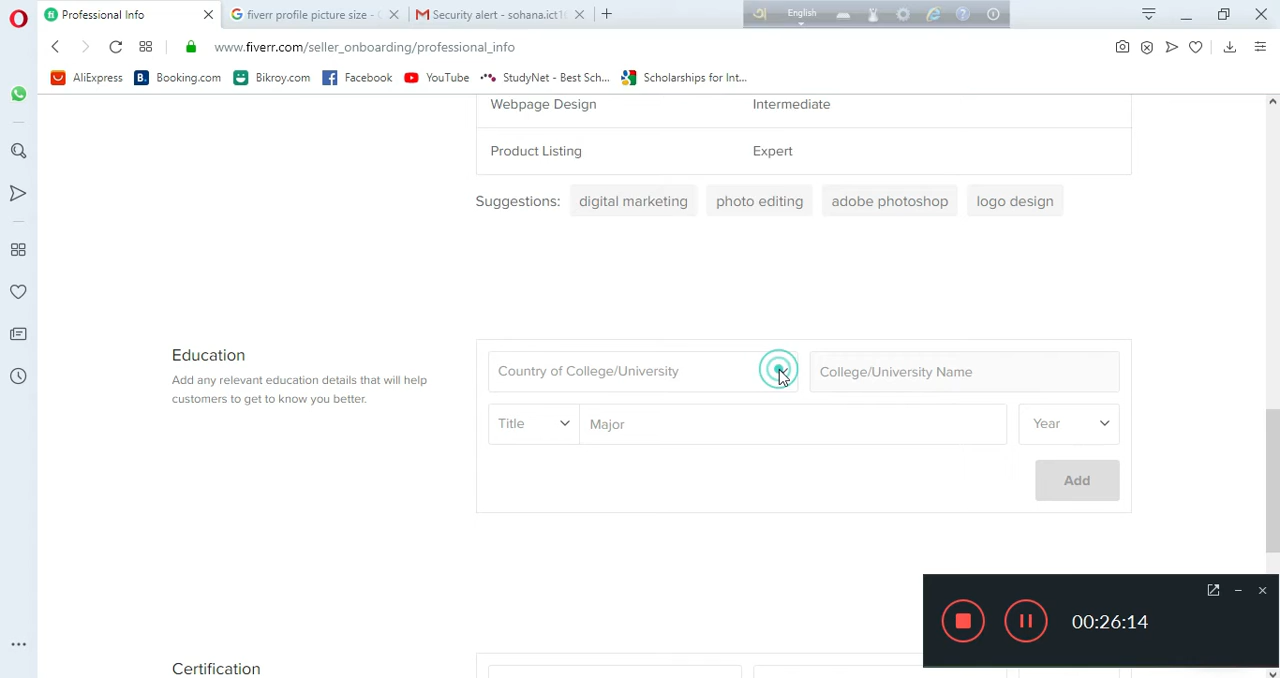 Professional Info
fiverr profile picture size -
Security alert - sohana.ict1
English
www.fiverr.com/seller_onboarding/professional_info
AliExpress
Booking.com
Bikroy.com
Facebook
YouTube
StudyNet - Best Sch...
Scholarships for Int...
Webpage Design Intermediate
Product Listing Expert
Suggestions: digital marketing photo editing adobe photoshop logo design
Education
Add any relevant education details that will help
customers to get to know you better.
Country of College/University
College/University Name
Title
Major
Year
Add
Certification
00:26:14